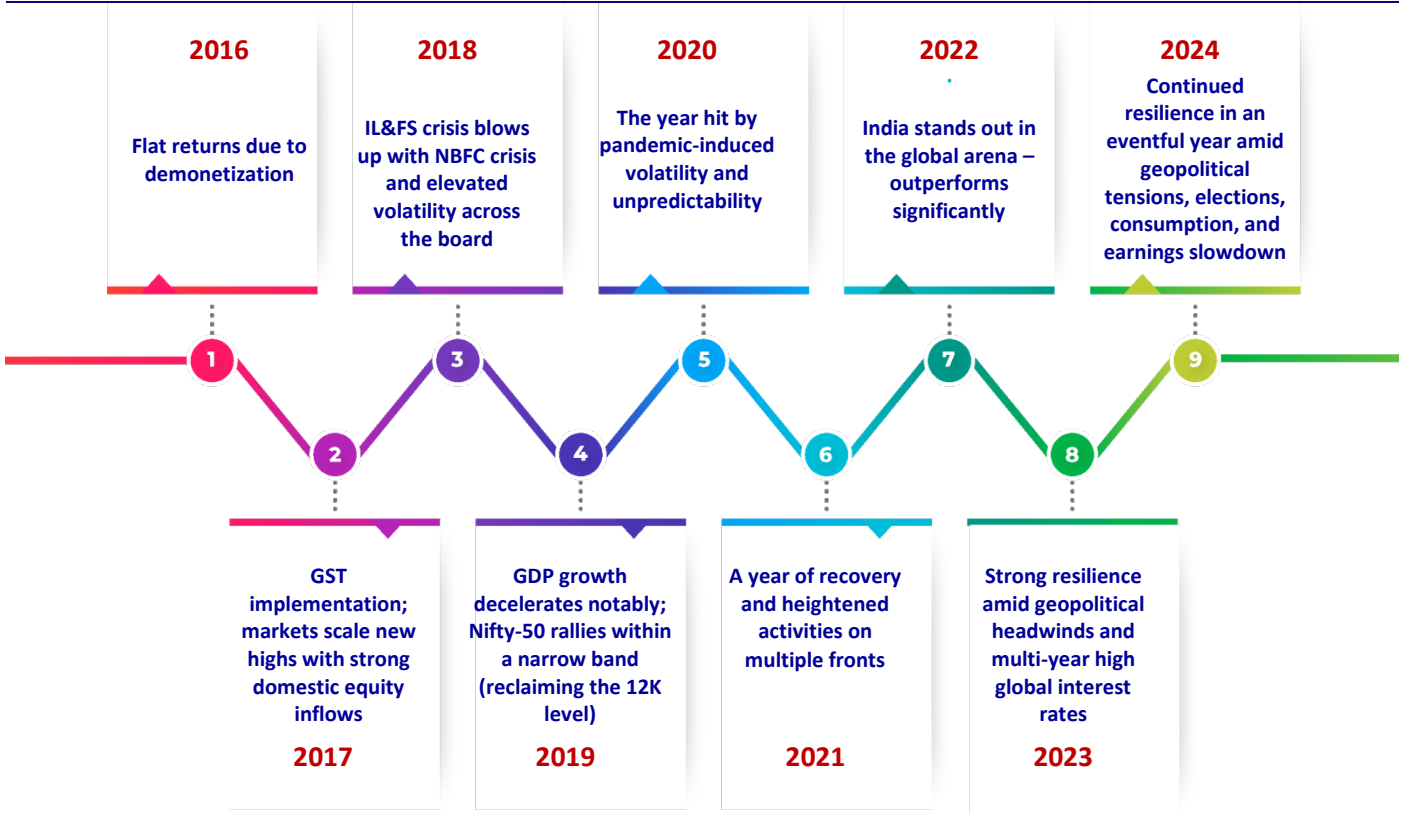 2016
Flat returns due to
demonetization
2018
IL&FS crisis blows
up with NBFC crisis
and elevated
volatility across
the board
2020
The year hit by
pandemic-induced
volatility and
unpredictability
2022
India stands out in
the global arena –
outperforms
significantly
2024
Continued
resilience in an
eventful year amid
geopolitical
tensions, elections,
consumption, and
earnings slowdown
1
2
3
4
5
6
7
8
9
GST
implementation;
markets scale new
highs with strong
domestic equity
inflows
2017
GDP growth
decelerates notably;
Nifty-50 rallies within
a narrow band
(reclaiming the 12K
level)
2019
A year of recovery
and heightened
activities on
multiple fronts
2021
Strong resilience
amid geopolitical
headwinds and
multi-year high
global interest
rates
2023